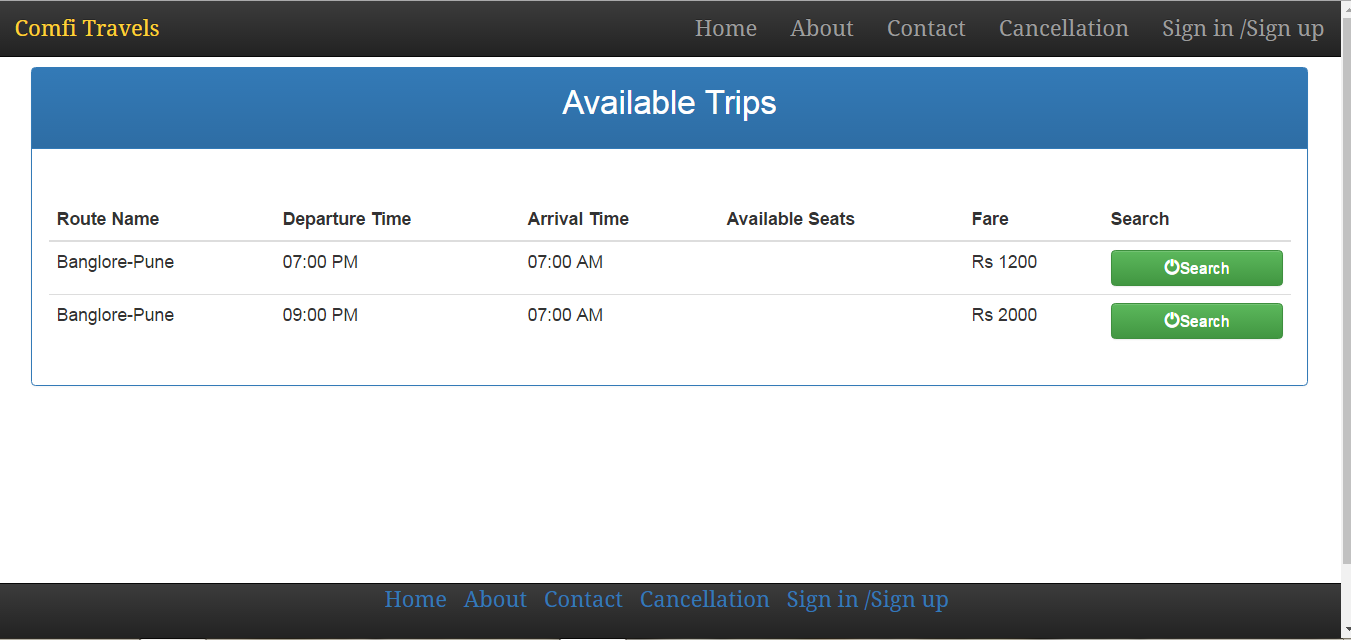 Comfi Travels Home About Contact Cancellation Sign in /Sign up
Available Trips
Route Name Departure Time Arrival Time Available Seats Fare Search
Banglore-Pune 07:00 PM 07:00 AM Rs 1200 Search
Banglore-Pune 09:00 PM 07:00 AM Rs 2000 Search
Home About Contact Cancellation Sign in /Sign up